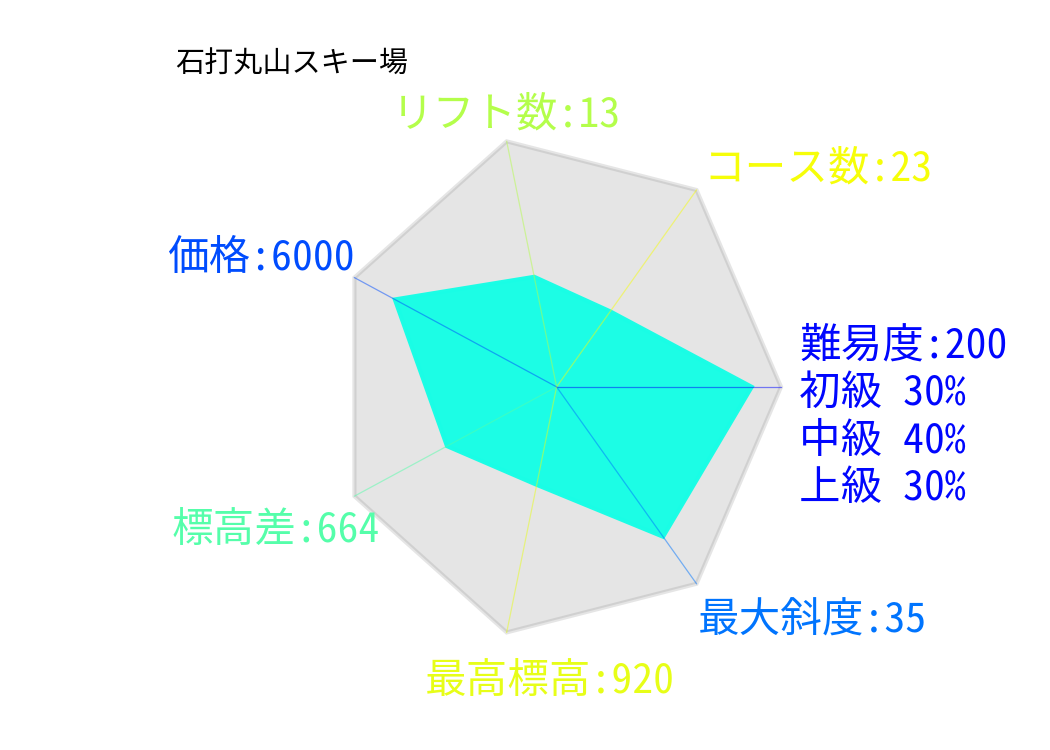 石打丸山スキー場
リフト数:13
コース数:23
価格:6000
難易度:200
初級 30%
中級 40%
上級 30%
標高差:664
最大斜度:35
最高標高:920